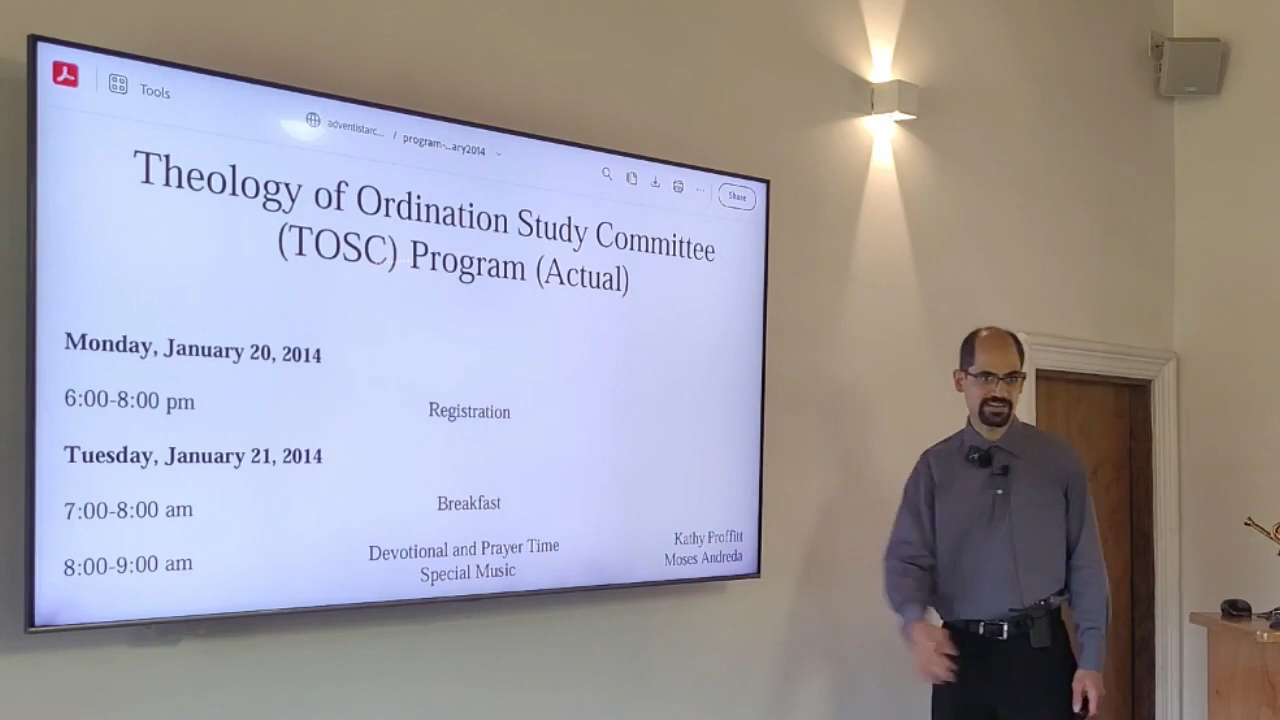 Tools
adventistarc... / program-...ary2014
Share
Theology of Ordination Study Committee
(TOSC) Program (Actual)
Monday, January 20, 2014
6:00-8:00 pm Registration
Tuesday, January 21, 2014
7:00-8:00 am Breakfast
8:00-9:00 am Devotional and Prayer Time Kathy Proffitt
Special Music Moses Andreda